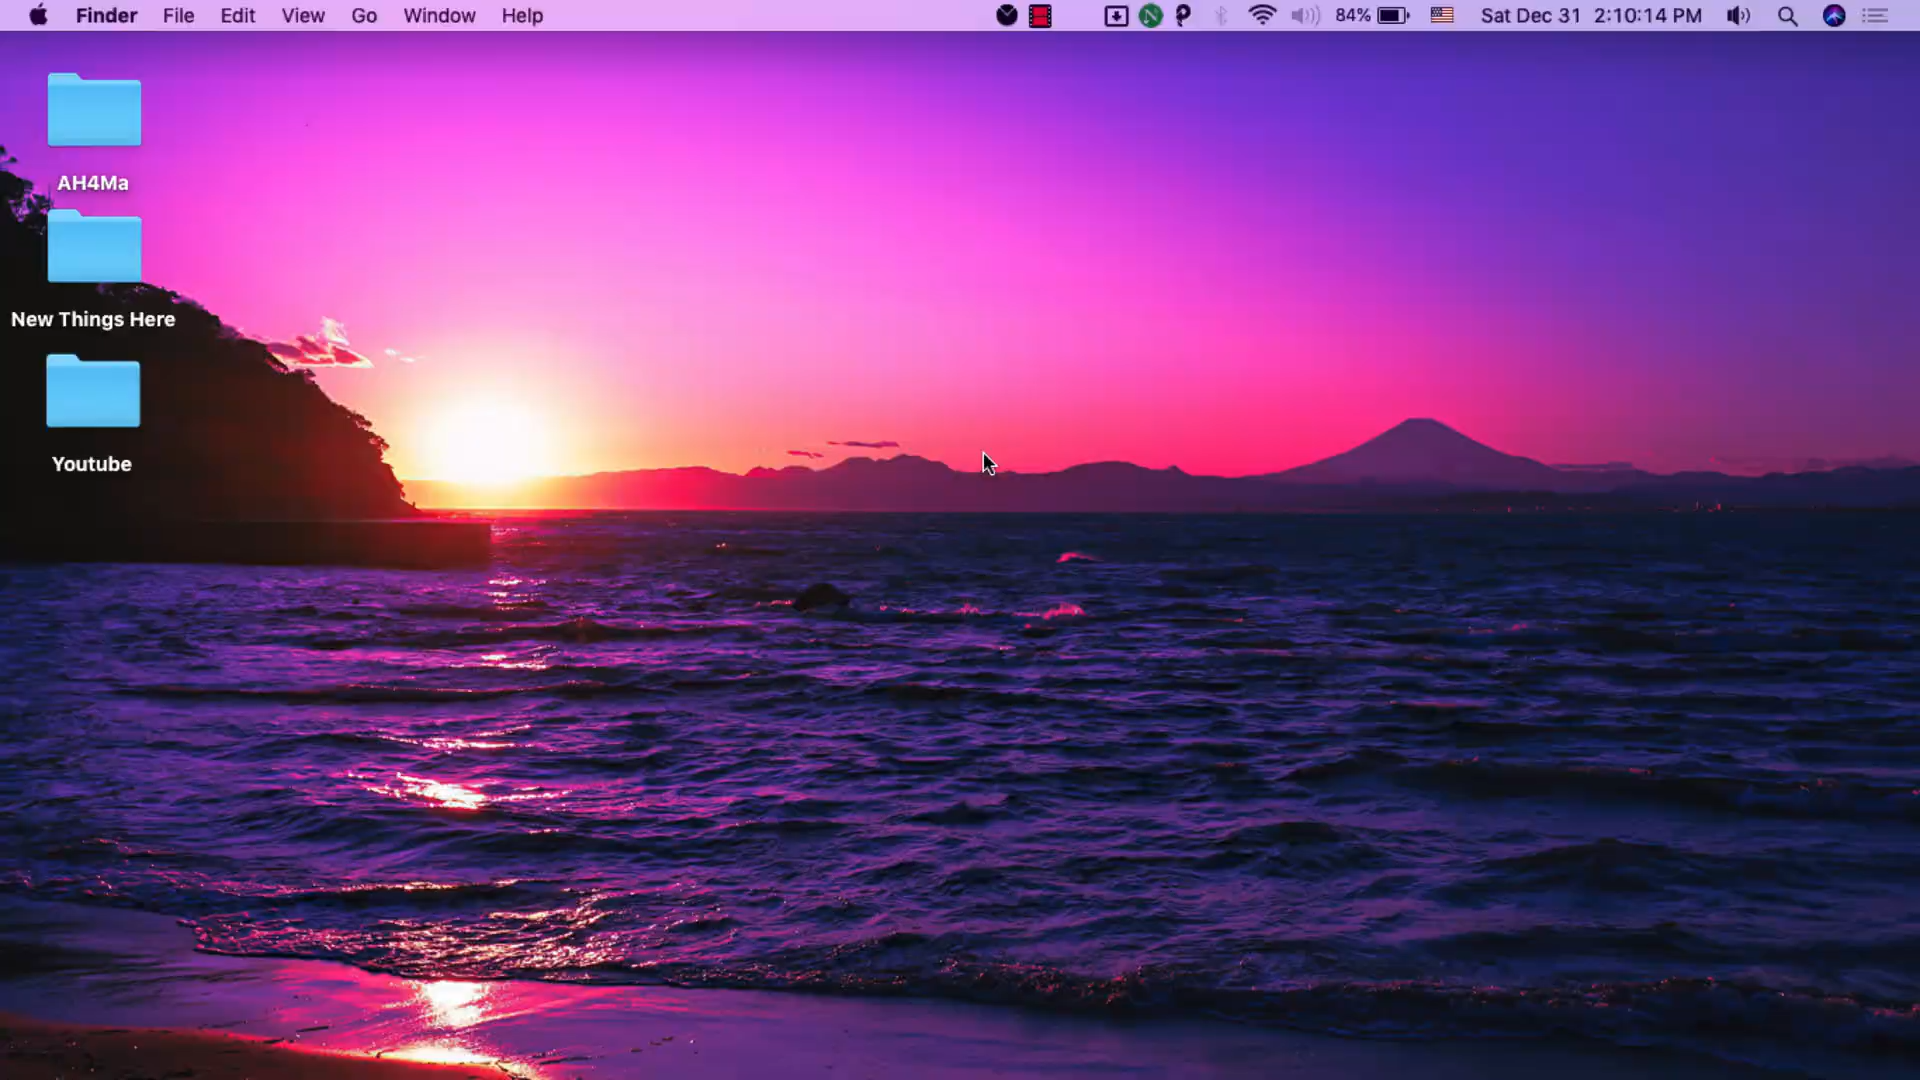 Finder File Edit View Go Window Help 84% Sat Dec 31 2:10:14 PM
AH4Ma
New Things Here
Youtube